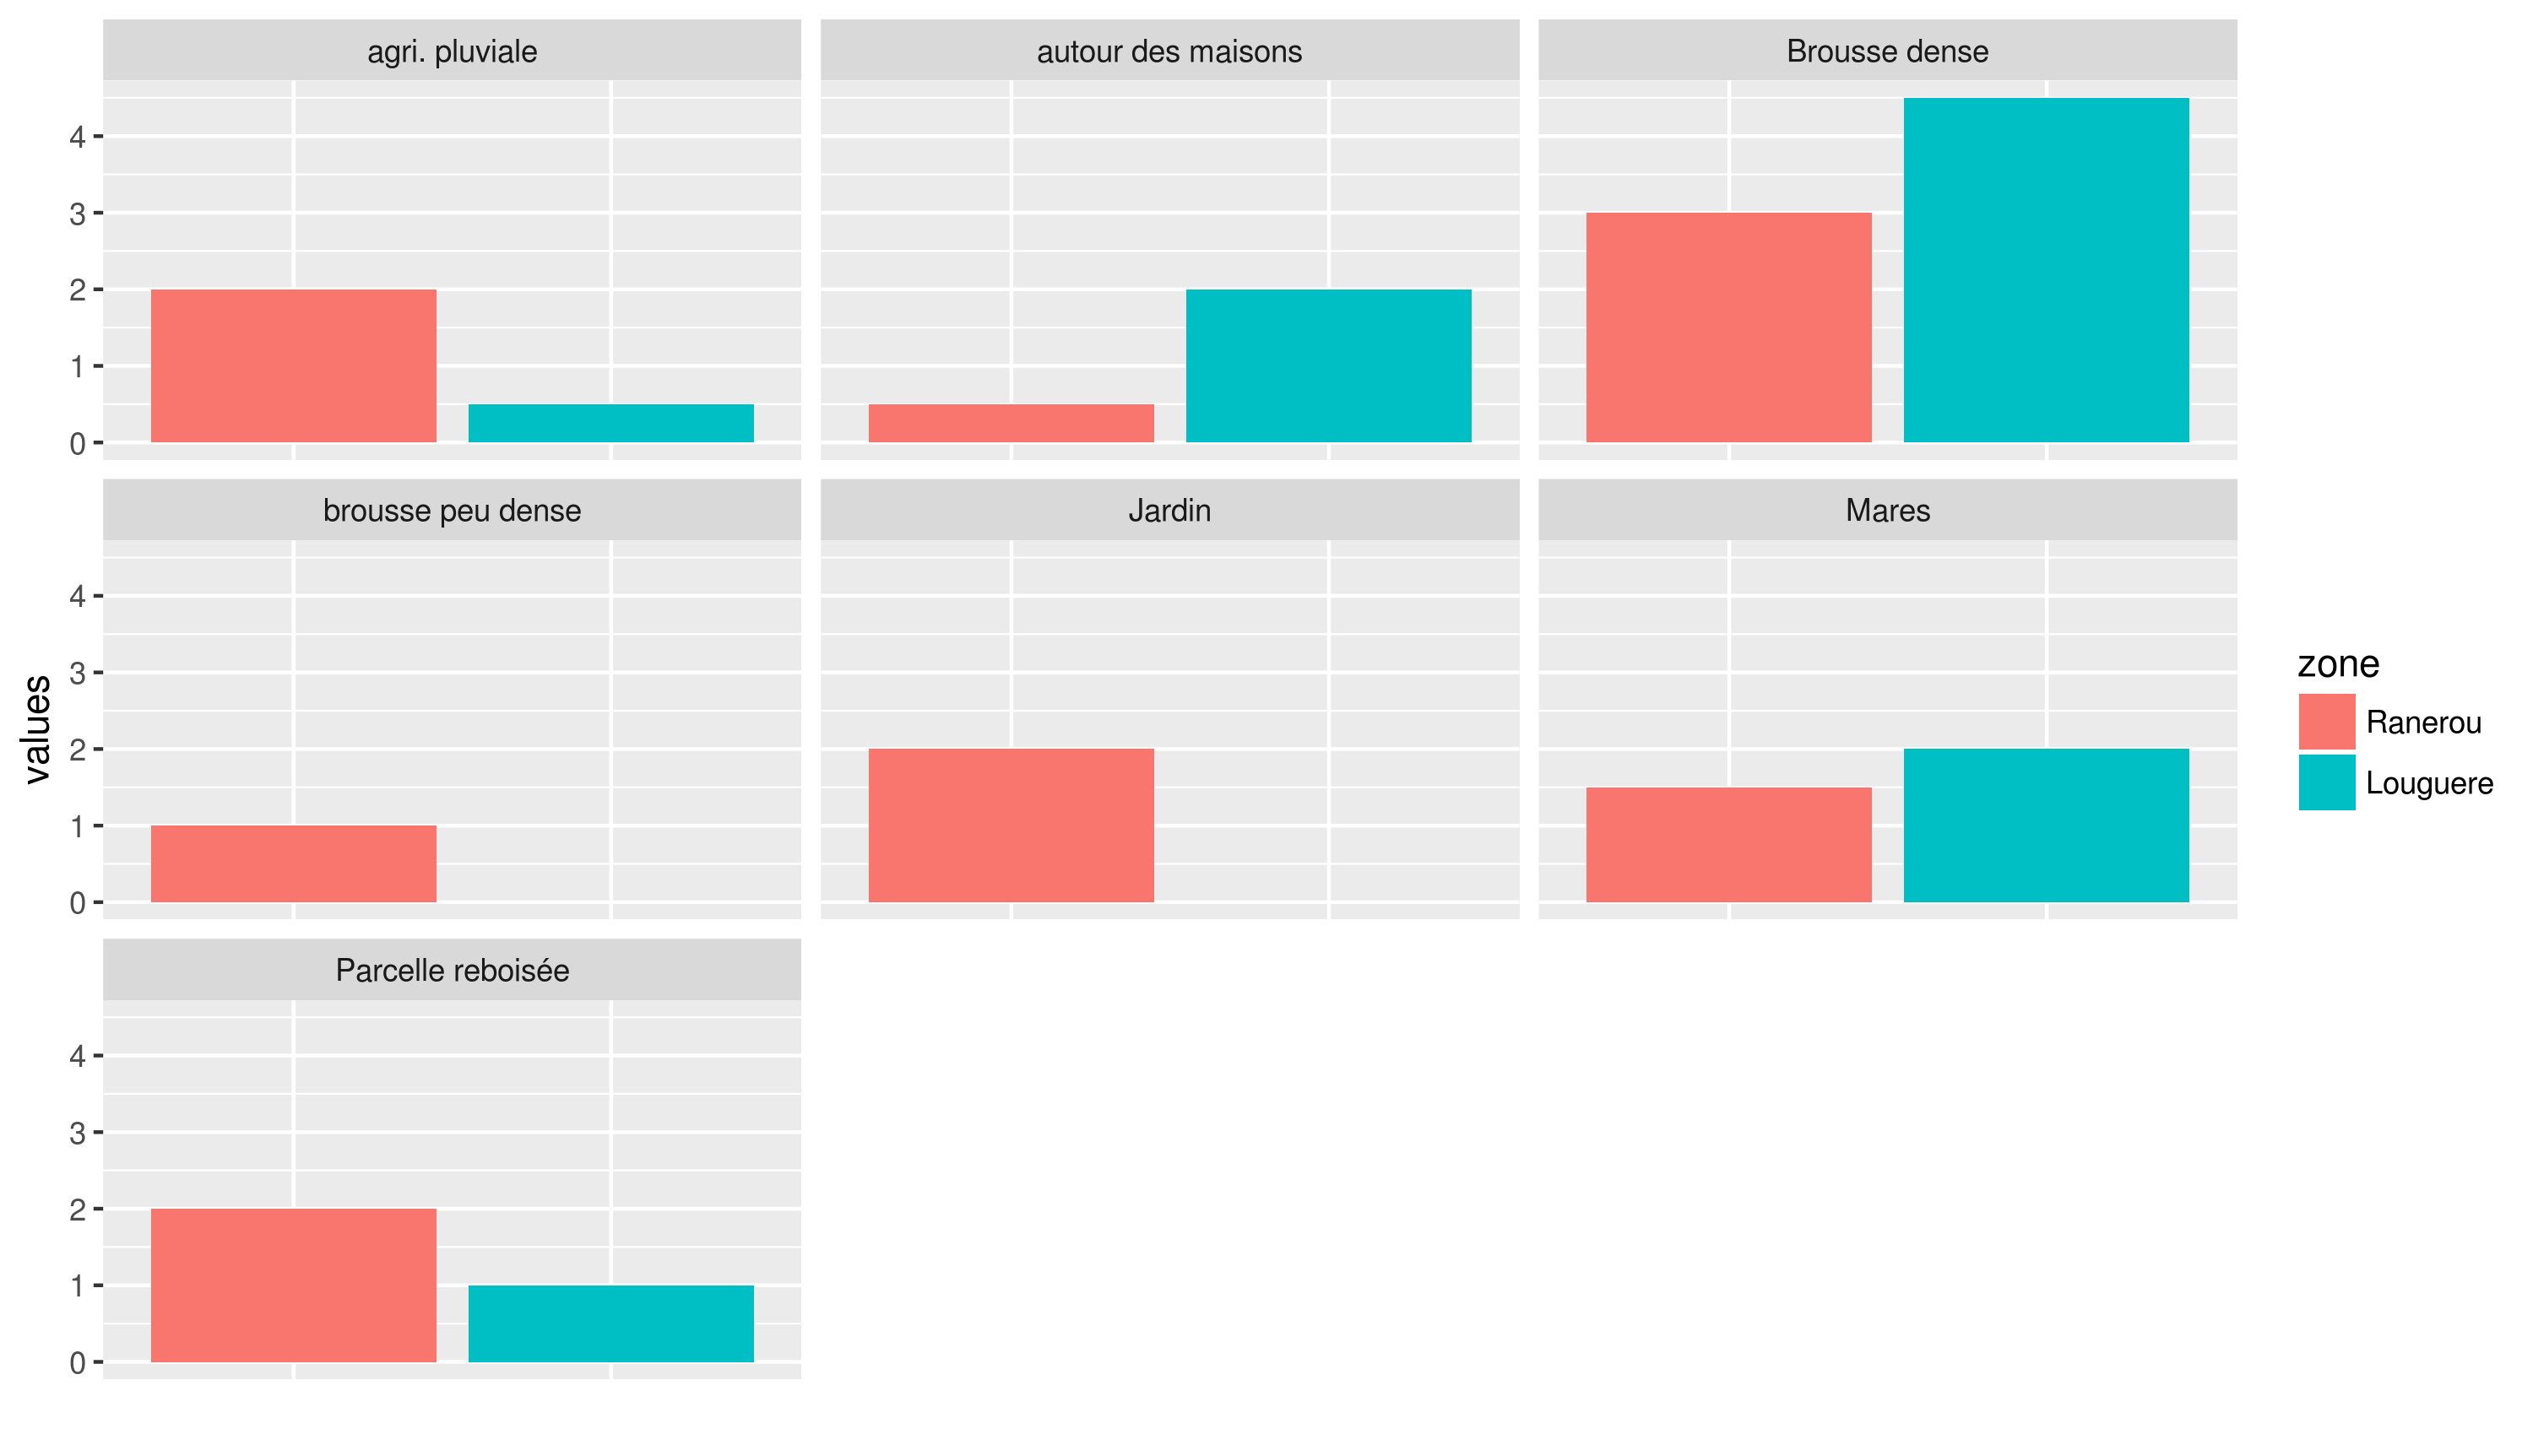 agri. pluviale
autour des maisons
Brousse dense
4
3
2
1
0
brousse peu dense
Jardin
Mares
4
3
2
1
0
Parcelle reboisée
4
3
2
1
0
values
zone
Ranerou
Louguere